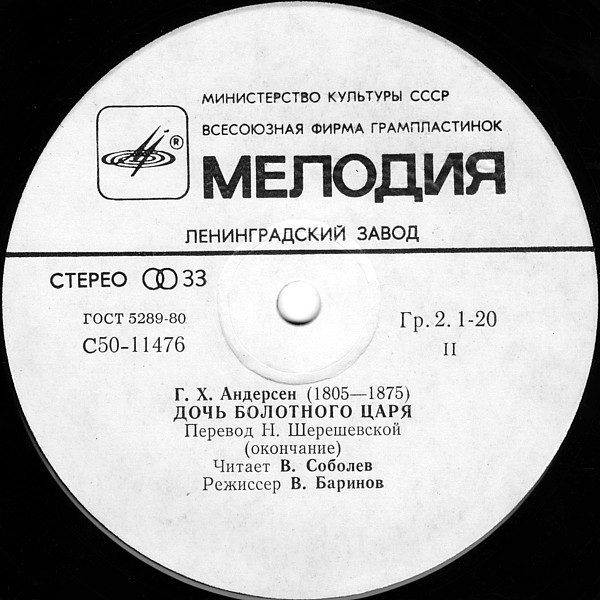 МИНИСТЕРСТВО КУЛЬТУРЫ СССР
ВСЕСОЮЗНАЯ ФИРМА ГРАМПЛАСТИНОК
®
МЕЛОДИЯ
ЛЕНИНГРАДСКИЙ ЗАВОД
СТЕРЕО 33
ГОСТ 5289-80
С50-11476
Гр. 2. 1-20
II
Г. Х. Андерсен (1805—1875)
ДОЧЬ БОЛОТНОГО ЦАРЯ
Перевод Н. Шерешевской
(окончание)
Читает В. Соболев
Режиссер В. Баринов